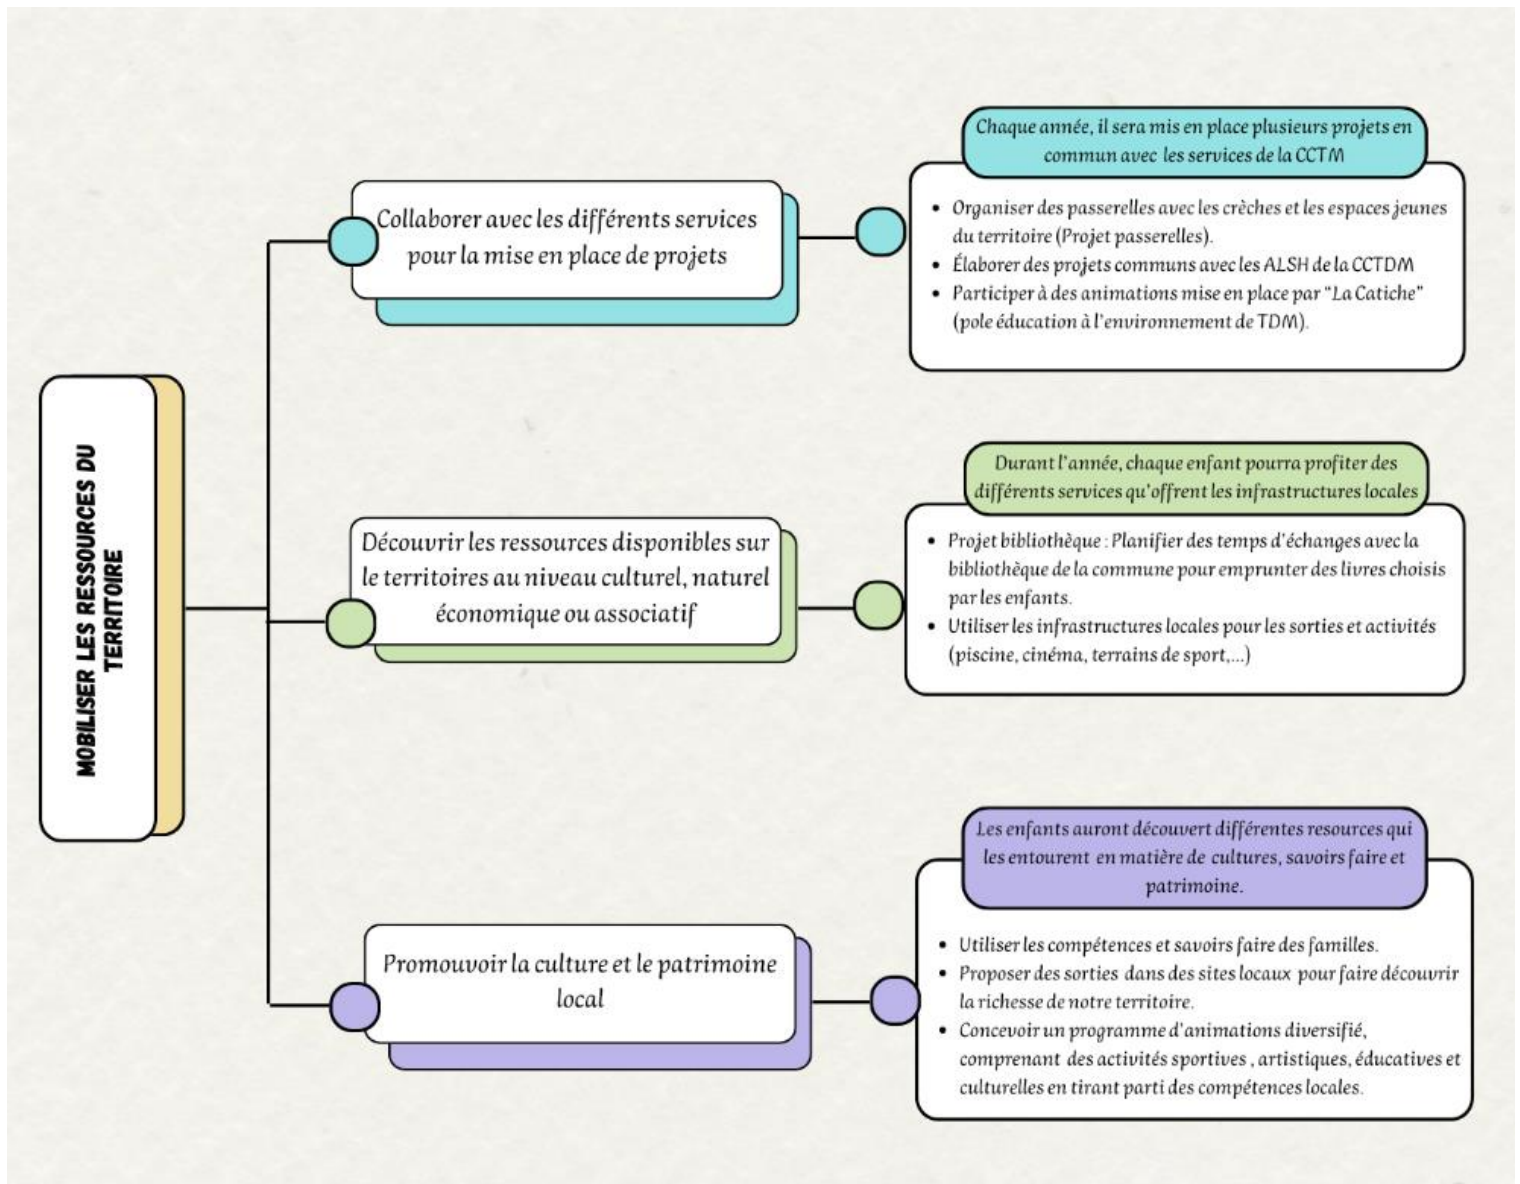 MOBILISER LES RESSOURCES DU
TERRITOIRE
Collaborer avec les différents services
pour la mise en place de projets
Chaque année, il sera mis en place plusieurs projets en
commun avec les services de la CCTM
• Organiser des passerelles avec les crèches et les espaces jeunes
du territoire (Projet passerelles).
• Élaborer des projets communs avec les ALSH de la CCTDM
• Participer à des animations mise en place par "La Catiche"
(pole éducation à l'environnement de TDM).
Découvrir les ressources disponibles sur
le territoires au niveau culturel, naturel
économique ou associatif
Durant l'année, chaque enfant pourra profiter des
différents services qu'offrent les infrastructures locales
• Projet bibliothèque : Planifier des temps d'échanges avec la
bibliothèque de la commune pour emprunter des livres choisis
par les enfants.
• Utiliser les infrastructures locales pour les sorties et activités
(piscine, cinéma, terrains de sport,...)
Promouvoir la culture et le patrimoine
local
Les enfants auront découvert différentes resources qui
les entourent en matière de cultures, savoirs faire et
patrimoine.
• Utiliser les compétences et savoirs faire des familles.
• Proposer des sorties dans des sites locaux pour faire découvrir
la richesse de notre territoire.
• Concevoir un programme d'animations diversifié,
comprenant des activités sportives , artistiques, éducatives et
culturelles en tirant parti des compétences locales.